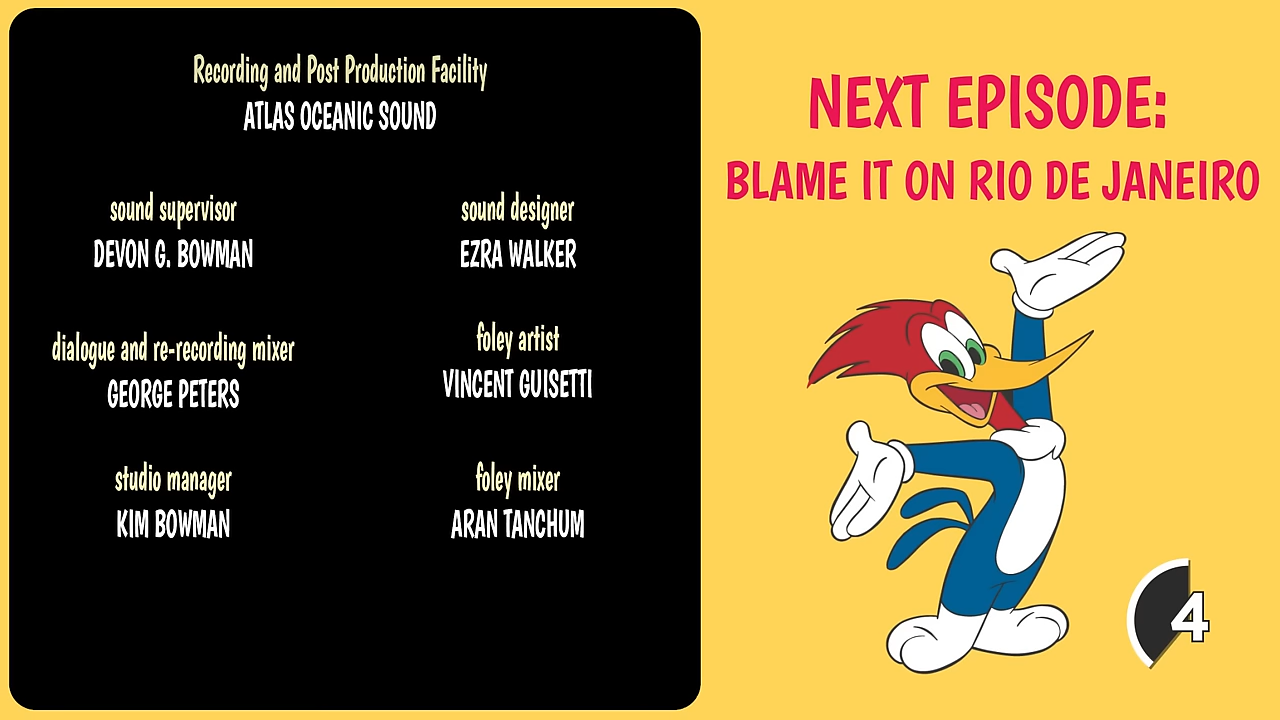 Recording and Post Production Facility
ATLAS OCEANIC SOUND
sound supervisor
DEVON G. BOWMAN
sound designer
EZRA WALKER
dialogue and re-recording mixer
GEORGE PETERS
foley artist
VINCENT GUISETTI
studio manager
KIM BOWMAN
foley mixer
ARAN TANCHUM
NEXT EPISODE:
BLAME IT ON RIO DE JANEIRO
4